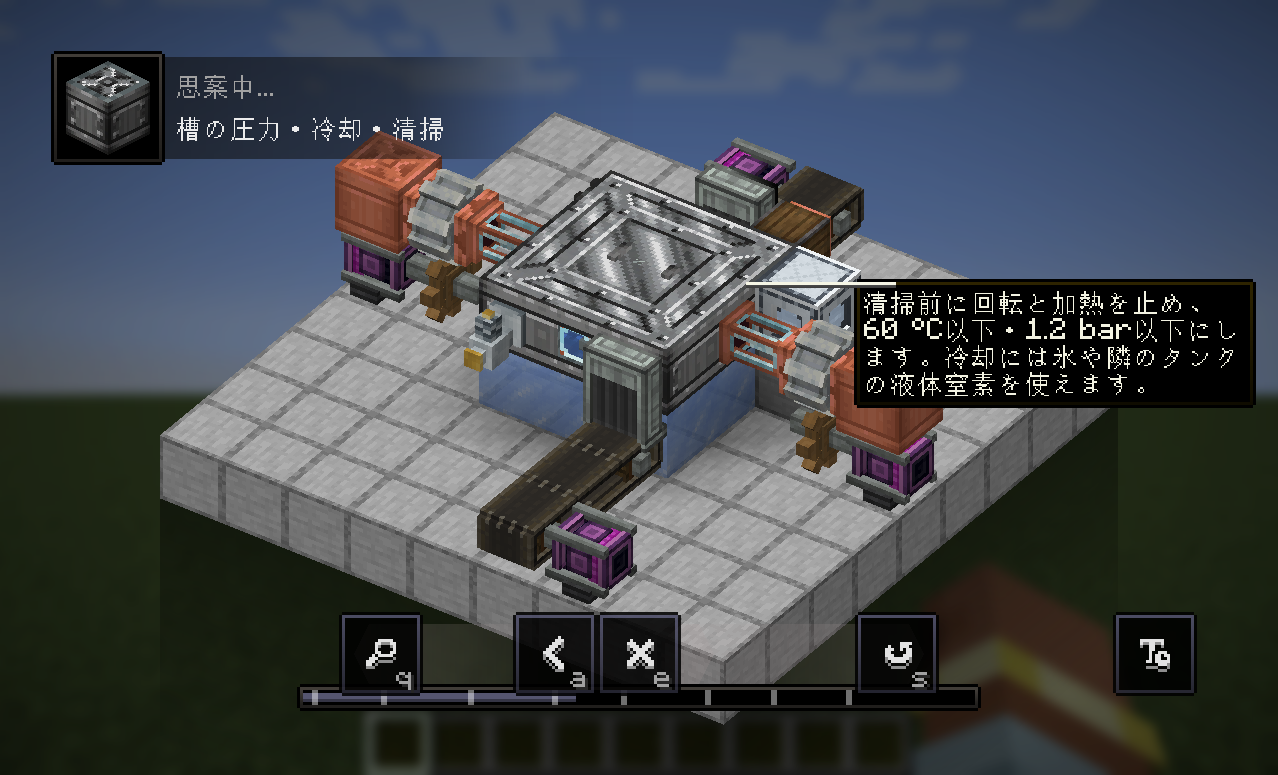 思案中...
槽の圧力・冷却・清掃
清掃前に回転と加熱を止め、
60 ºC以下・1.2 bar以下にし
ます。冷却には氷や隣のタンク
の液体窒素を使えます。
q
a
e
s
T